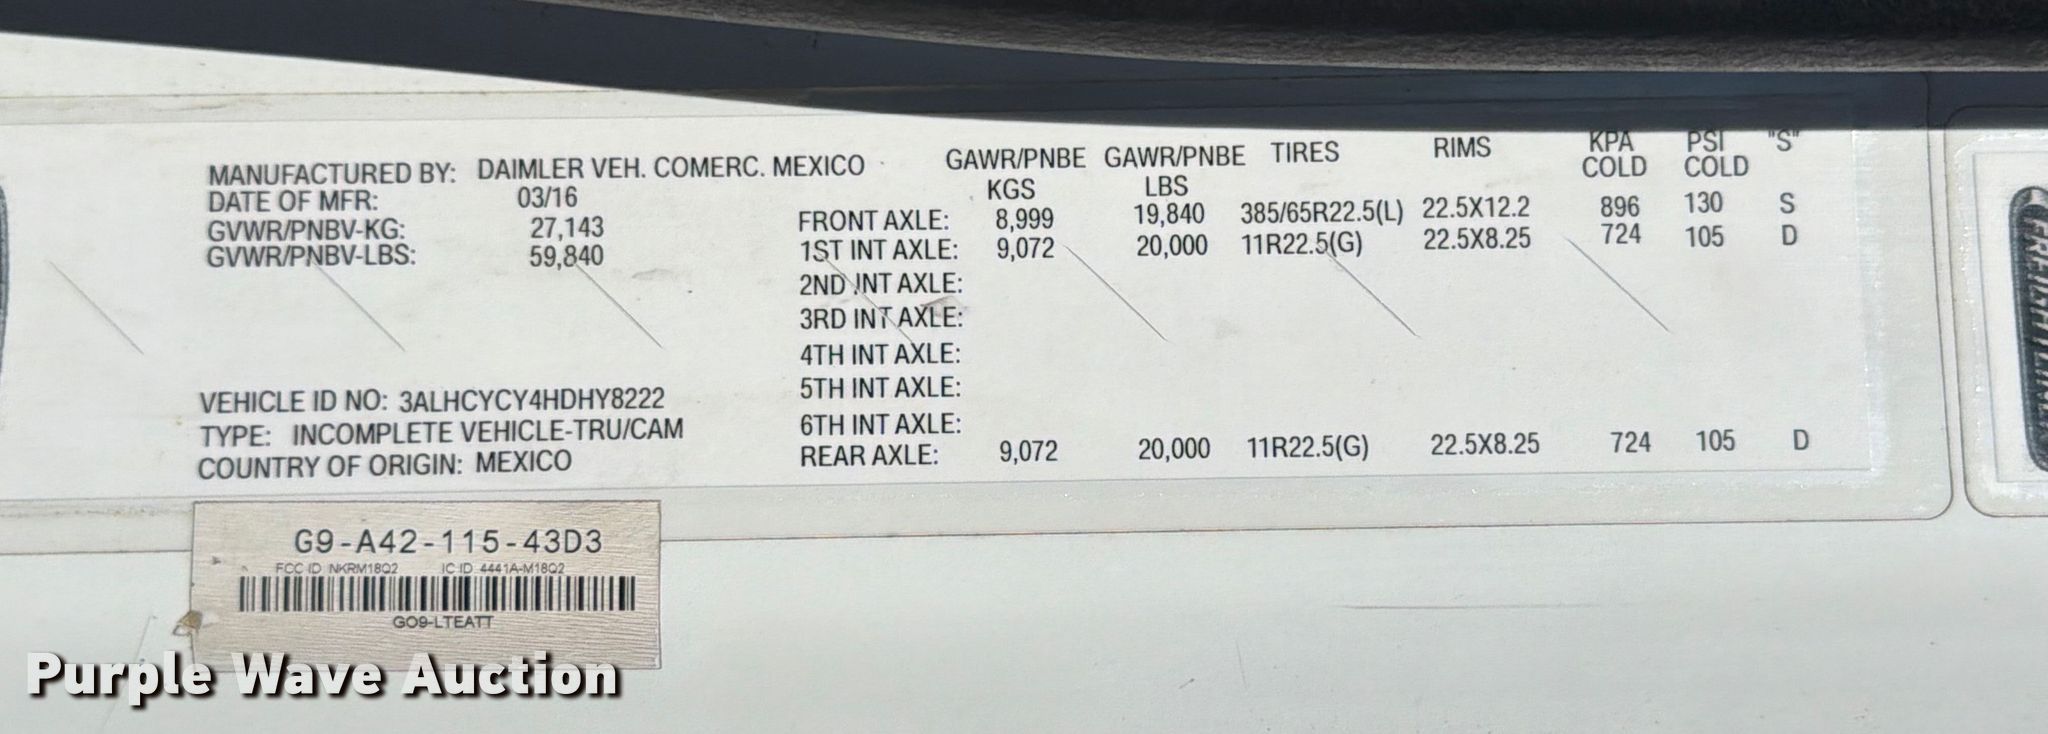 MANUFACTURED BY: DAIMLER VEH. COMERC. MEXICO
DATE OF MFR: 03/16
GVWR/PNBV-KG: 27,143
GVWR/PNBV-LBS: 59,840
VEHICLE ID NO: 3ALHCYCY4HDHY8222
TYPE: INCOMPLETE VEHICLE-TRU/CAM
COUNTRY OF ORIGIN: MEXICO
GAWR/PNBE KGS GAWR/PNBE LBS TIRES RIMS KPA COLD PSI COLD "S"
FRONT AXLE: 8,999 19,840 385/65R22.5(L) 22.5X12.2 896 130 S
1ST INT AXLE: 9,072 20,000 11R22.5(G) 22.5X8.25 724 105 D
2ND INT AXLE:
3RD INT AXLE:
4TH INT AXLE:
5TH INT AXLE:
6TH INT AXLE:
REAR AXLE: 9,072 20,000 11R22.5(G) 22.5X8.25 724 105 D
FREIGHTLINER
G9-A42-115-43D3
FCC ID NKRM18Q2 IC ID 4441A-M18Q2
GO9-LTEATT
Purple Wave Auction